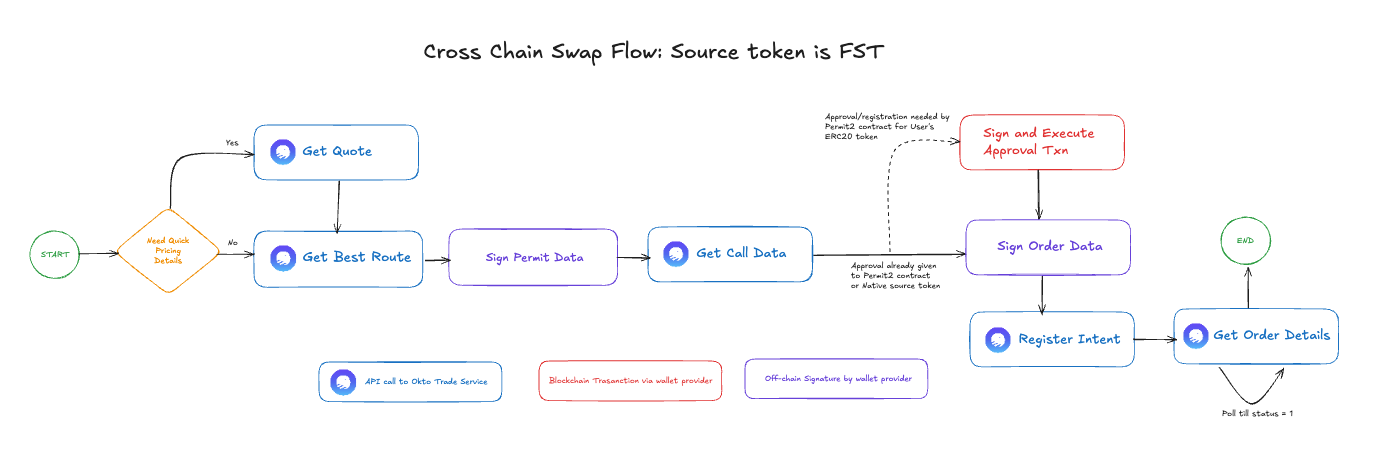 Cross Chain Swap Flow: Source token is FST
Approval/registration needed by
Permit2 contract for User's
ERC20 token
Sign and Execute
Approval Txn
Yes
Get Quote
START
Need Quick
Pricing
Details
No
Get Best Route
Sign Permit Data
Get Call Data
Approval already given
to Permit2 contract
or Native source token
Sign Order Data
END
Register Intent
Get Order Details
Poll till status = 1
API call to Okto Trade Service
Blockchain Trasanction via wallet provider
Off-chain Signature by wallet provider